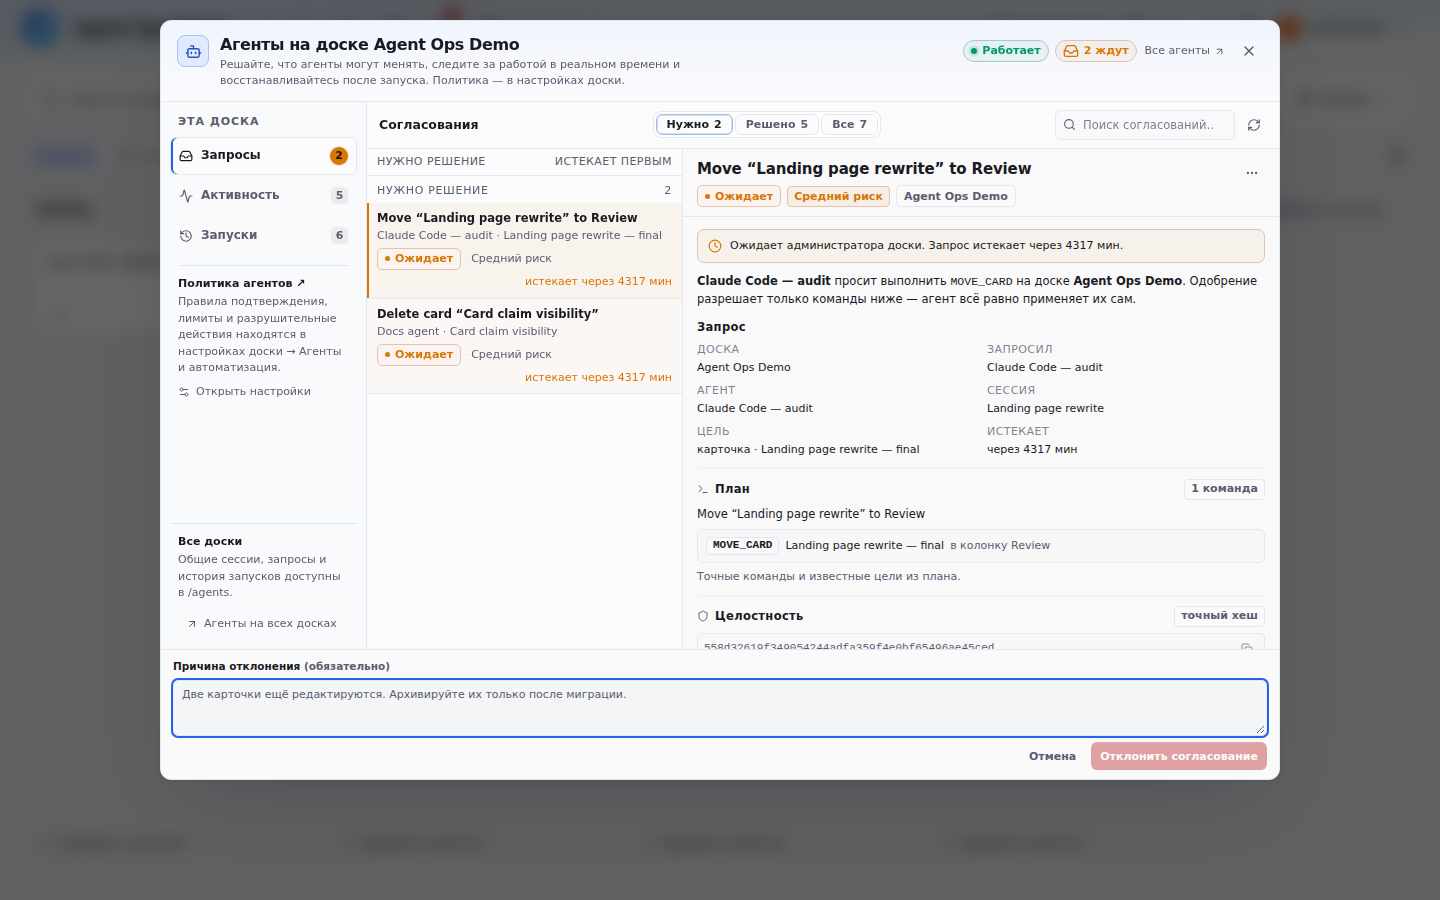 Агенты на доске Agent Ops Demo
Решайте, что агенты могут менять, следите за работой в реальном времени и
восстанавливайтесь после запуска. Политика — в настройках доски.
Работает
2 ждут
Все агенты ↗
ЭТА ДОСКА
Запросы 2
Активность 5
Запуски 6
Политика агентов ↗
Правила подтверждения,
лимиты и разрушительные
действия находятся в
настройках доски → Агенты
и автоматизация.
Открыть настройки
Все доски
Общие сессии, запросы и
история запусков доступны
в /agents.
Агенты на всех досках
Согласования
Нужно 2
Решено 5
Все 7
Поиск согласований..
НУЖНО РЕШЕНИЕ ИСТЕКАЕТ ПЕРВЫМ
НУЖНО РЕШЕНИЕ 2
Move “Landing page rewrite” to Review
Claude Code — audit · Landing page rewrite — final
Ожидает · Средний риск
истекает через 4317 мин
Delete card “Card claim visibility”
Docs agent · Card claim visibility
Ожидает · Средний риск
истекает через 4317 мин
Move “Landing page rewrite” to Review
Ожидает Средний риск Agent Ops Demo
Ожидает администратора доски. Запрос истекает через 4317 мин.
Claude Code — audit просит выполнить MOVE_CARD на доске Agent Ops Demo. Одобрение
разрешает только команды ниже — агент всё равно применяет их сам.
Запрос
ДОСКА ЗАПРОСИЛ
Agent Ops Demo Claude Code — audit
АГЕНТ СЕССИЯ
Claude Code — audit Landing page rewrite
ЦЕЛЬ ИСТЕКАЕТ
карточка · Landing page rewrite — final через 4317 мин
План 1 команда
Move “Landing page rewrite” to Review
MOVE_CARD Landing page rewrite — final в колонку Review
Точные команды и известные цели из плана.
Целостность точный хеш
558d32619f349054244adfa359f4e0bf65496ae45ced
Причина отклонения (обязательно)
Две карточки ещё редактируются. Архивируйте их только после миграции.
Отмена
Отклонить согласование